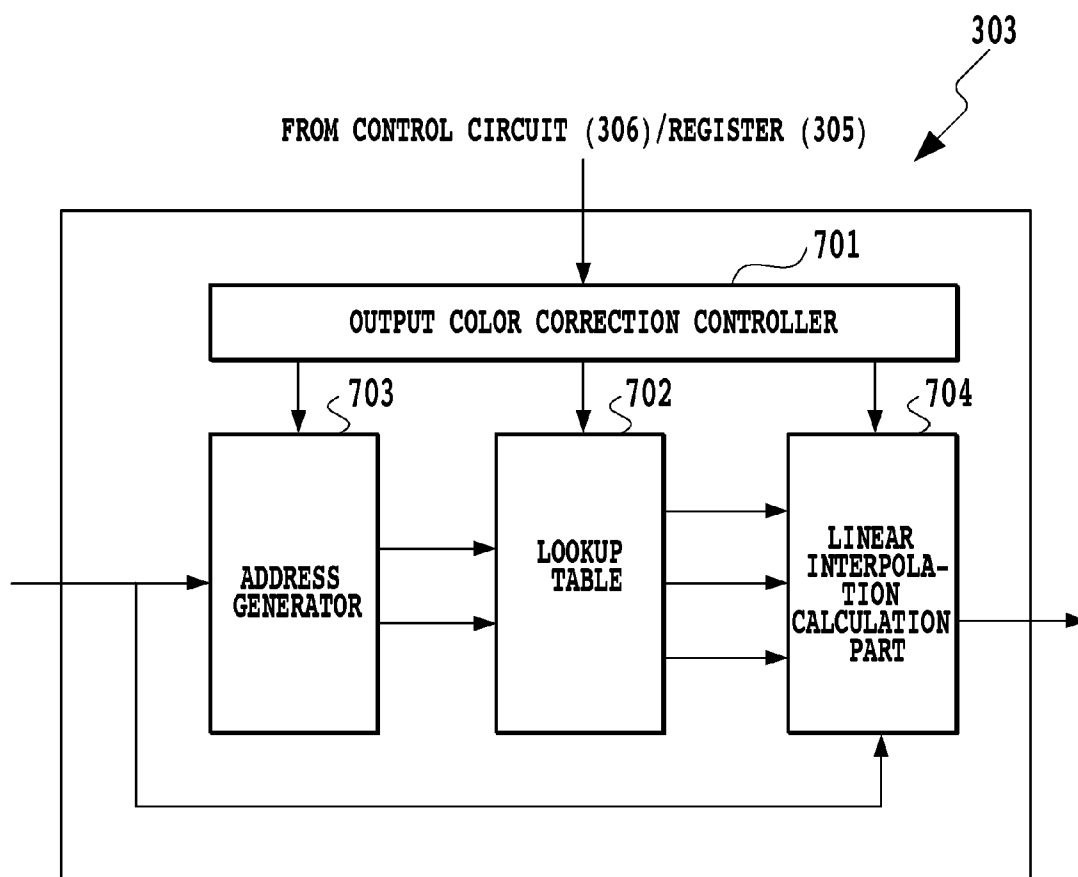 303
FROM CONTROL CIRCUIT (306)/REGISTER (305)
701
OUTPUT COLOR CORRECTION CONTROLLER
703
702
704
ADDRESS
GENERATOR
LOOKUP
TABLE
LINEAR
INTERPOLA-
TION
CALCULATION
PART